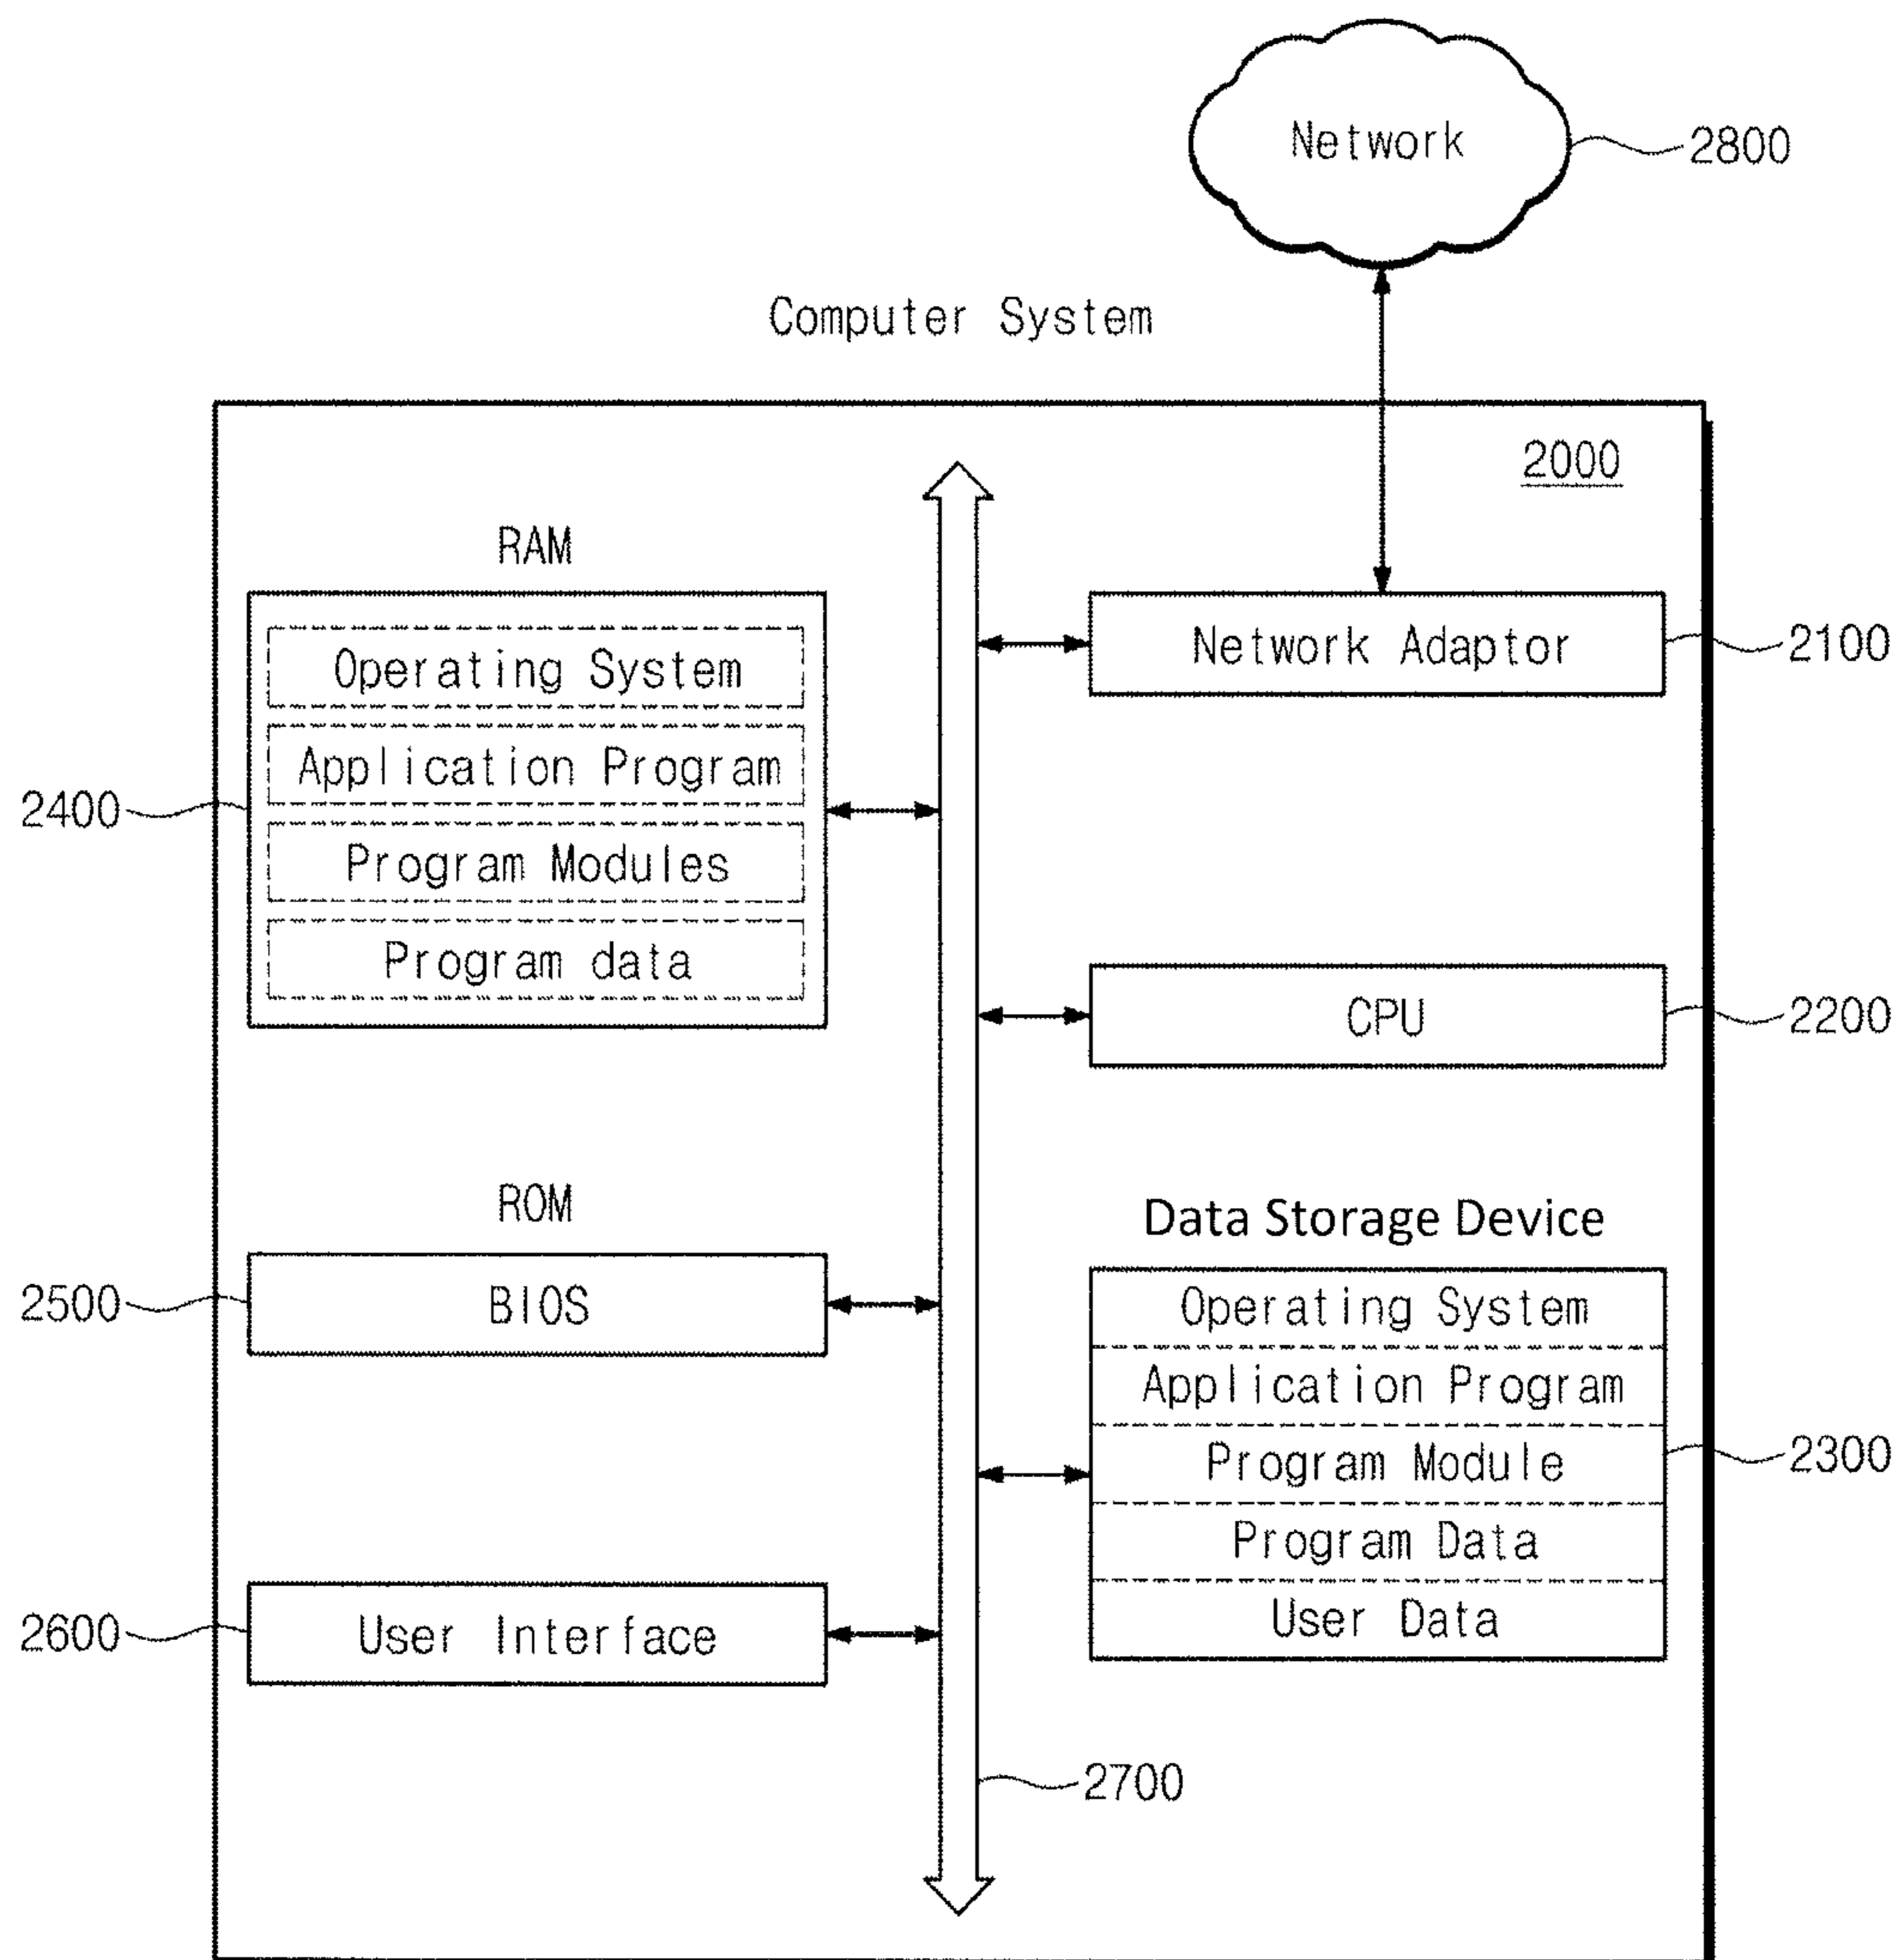 Network
2800
Computer System
2000
RAM
Operating System
Application Program
Program Modules
Program data
2400
Network Adaptor
2100
CPU
2200
ROM
BIOS
2500
Data Storage Device
Operating System
Application Program
Program Module
Program Data
User Data
2300
User Interface
2600
2700